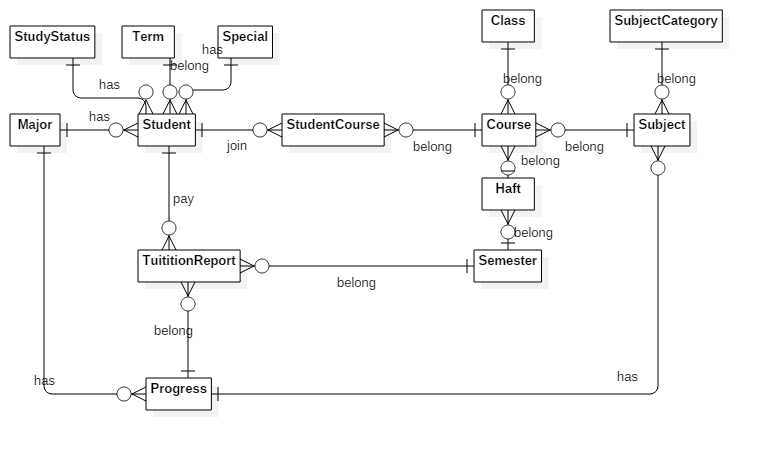 Class
SubjectCategory
StudyStatus
Term
Special
has
belong
belong
belong
has
has
Major
Student
StudentCourse
Course
Subject
join
belong
belong
belong
Haft
pay
belong
TuititionReport
Semester
belong
belong
has
has
Progress